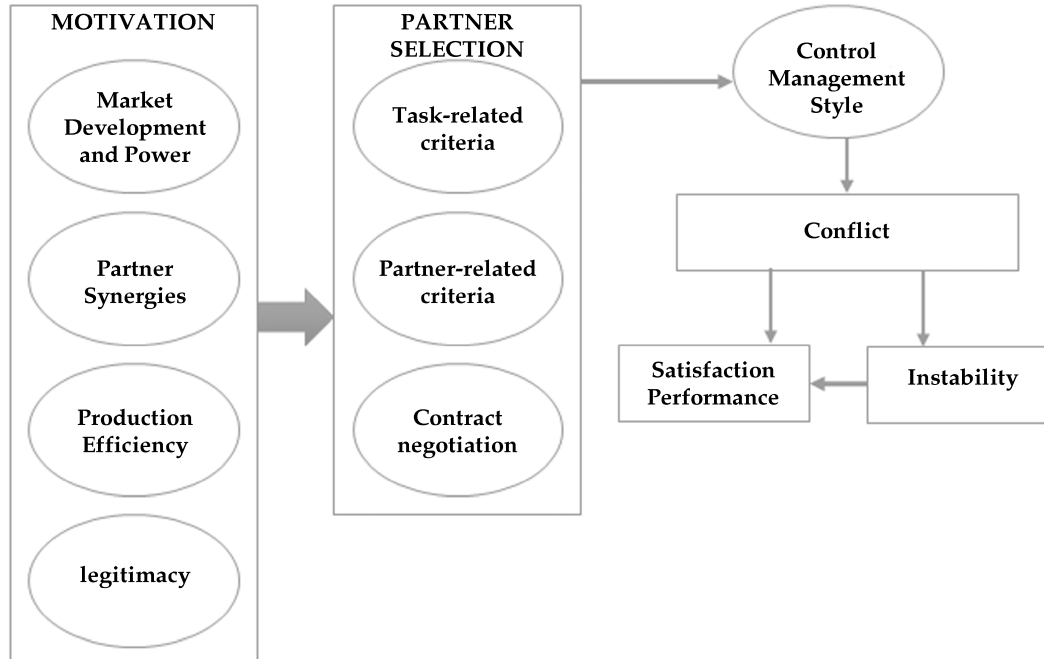 MOTIVATION
Market
Development
and Power
Partner
Synergies
Production
Efficiency
legitimacy
PARTNER
SELECTION
Task-related
criteria
Partner-related
criteria
Contract
negotiation
Control
Management
Style
Conflict
Satisfaction
Performance
Instability